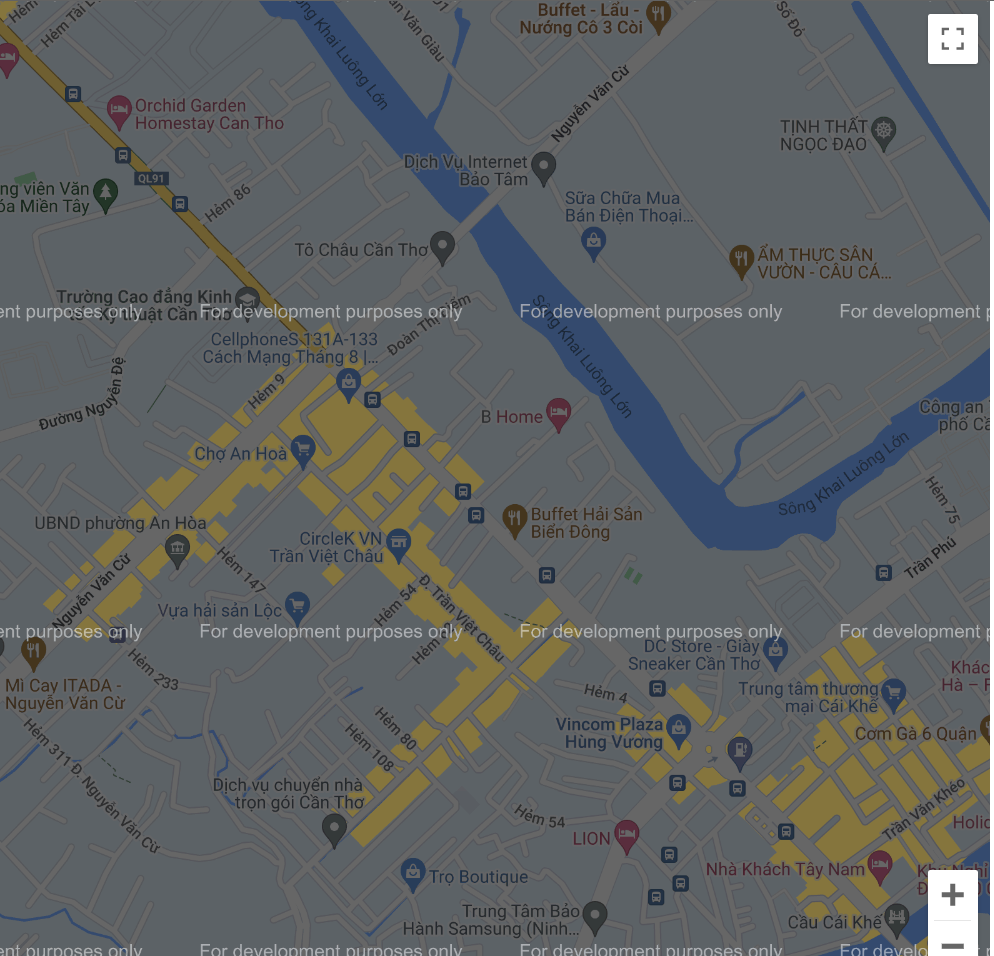 Hẻm Tài L
ăn Văn Giàu
51
Sông Khai Luông Lớn
Buffet - Lẩu -
Nướng Cô 3 Còi
Số Đỏ
Nguyễn Văn Cừ
Orchid Garden
Homestay Can Tho
TỊNH THẤT
NGỌC ĐẠO
Dịch Vụ Internet
Bảo Tâm
QL91
ng viên Văn
óa Miền Tây
Hẻm 86
Sữa Chữa Mua
Bán Điện Thoại...
Tô Châu Cần Thơ
ẨM THỰC SÂN
VƯỜN - CÂU CÁ...
Trường Cao đẳng Kinh
Kỹ thuật Cần Thơ
ent purposes only
For development purposes only
For development purposes only
For development p
Đoàn Thị Điểm
Sông Khai Luông Lớn
CellphoneS 131A-133
Cách Mạng Tháng 8 |...
Đường Nguyễn Đệ
Hẻm 9
B Home
Công an
phố Cầ
Chợ An Hoà
Sông Khai Luông Lớn
Hẻm 75
UBND phường An Hòa
Buffet Hải Sản
Biển Đông
CircleK VN
Trần Việt Châu
Trần Phú
Nguyễn Văn Cừ
Hẻm 147
Hẻm 54
Đ. Trần Việt Châu
Vựa hải sản Lộc
ent purposes only
For development purposes only
For development purposes only
For development p
Hẻm
DC Store - Giày
Sneaker Cần Thơ
Mì Cay ITADA -
Nguyễn Văn Cừ
Hẻm 233
Khác
Hà – F
Hẻm 4
Trung tâm thương
mại Cái Khế
Vincom Plaza
Hùng Vương
Cơm Gà 6 Quận
Hẻm 80
Hẻm 108
Hẻm 311 Đ. Nguyễn Văn Cừ
Dịch vụ chuyển nhà
trọn gói Cần Thơ
Hẻm 54
Trần Văn Khéo
Holid
LION
Nhà Khách Tây Nam
Trọ Boutique
Trung Tâm Bảo
Hành Samsung (Ninh...
Cầu Cái Khế
ent purposes only
For development purposes only
For development purposes only
For de